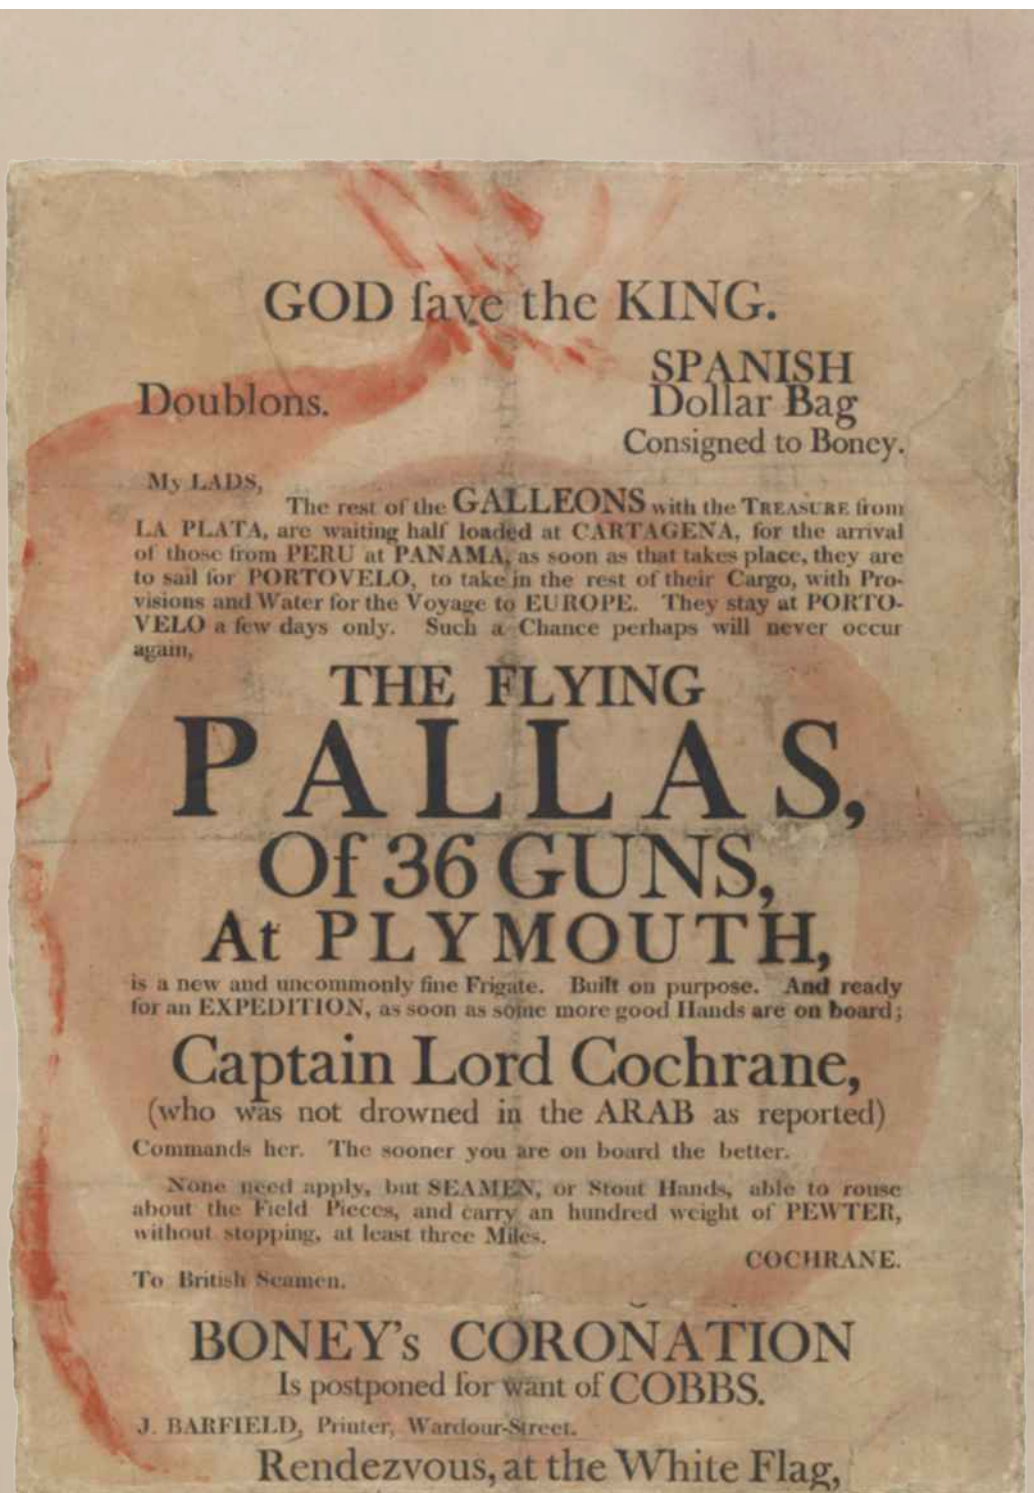 GOD ſave the KING.
Doublons.
SPANISH
Dollar Bag
Consigned to Boney.
My LADS,
The rest of the GALLEONS with the TREASURE from
LA PLATA, are waiting half loaded at CARTAGENA, for the arrival
of those from PERU at PANAMA, as soon as that takes place, they are
to sail for PORTOVELO, to take in the rest of their Cargo, with Pro-
visions and Water for the Voyage to EUROPE. They stay at PORTO-
VELO a few days only. Such a Chance perhaps will never occur
again,
THE FLYING
PALLAS,
Of 36 GUNS,
At PLYMOUTH,
is a new and uncommonly fine Frigate. Built on purpose. And ready
for an EXPEDITION, as soon as some more good Hands are on board;
Captain Lord Cochrane,
(who was not drowned in the ARAB as reported)
Commands her. The sooner you are on board the better.
None need apply, but SEAMEN, or Stout Hands, able to rouse
about the Field Pieces, and carry an hundred weight of PEWTER,
without stopping, at least three Miles.
COCHRANE.
To British Seamen.
BONEY's CORONATION
Is postponed for want of COBBS.
J. BARFIELD, Printer, Wardour-Street.
Rendezvous, at the White Flag,